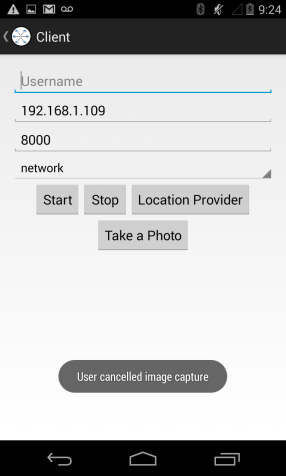 9:24
Client
Username
192.168.1.109
8000
network
Start Stop Location Provider
Take a Photo
User cancelled image capture